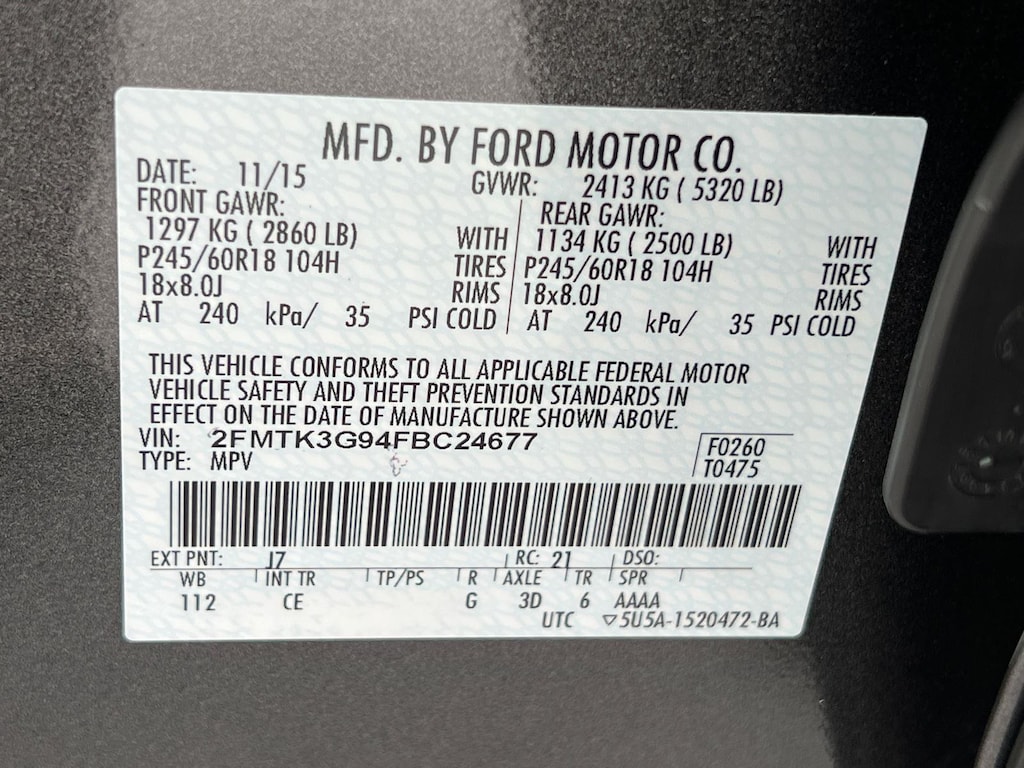 MFD. BY FORD MOTOR CO.
DATE: 11/15 GVWR: 2413 KG ( 5320 LB)
FRONT GAWR: REAR GAWR:
1297 KG ( 2860 LB) WITH 1134 KG ( 2500 LB) WITH
P245/60R18 104H TIRES P245/60R18 104H TIRES
18x8.0J RIMS 18x8.0J RIMS
AT 240 kPa/ 35 PSI COLD AT 240 kPa/ 35 PSI COLD
THIS VEHICLE CONFORMS TO ALL APPLICABLE FEDERAL MOTOR
VEHICLE SAFETY AND THEFT PREVENTION STANDARDS IN
EFFECT ON THE DATE OF MANUFACTURE SHOWN ABOVE.
VIN: 2FMTK3G94FBC24677 F0260
TYPE: MPV T0475
EXT PNT: J7 RC: 21 DSO:
WB INT TR TP/PS R AXLE TR SPR
112 CE G 3D 6 AAAA
UTC ▽5U5A-1520472-BA